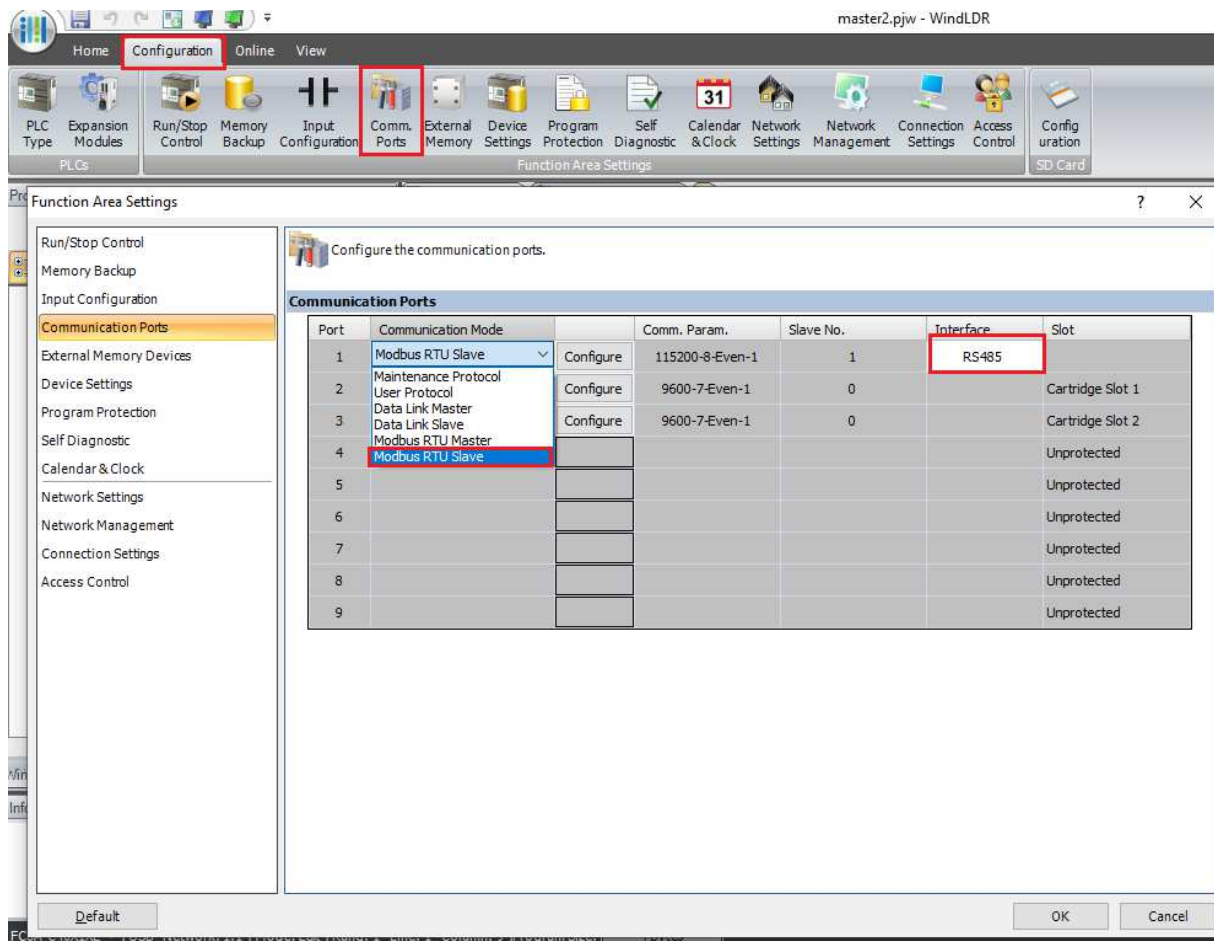 master2.pjw - WindLDR
Home Configuration Online View
PLC Type
Expansion Modules
Run/Stop Control
Memory Backup
Input Configuration
Comm. Ports
External Memory
Device Settings
Program Protection
Self Diagnostic
31
Calendar & Clock
Network Settings
Network Management
Connection Settings
Access Control
Config uration
PLCs
Function Area Settings
SD Card
Function Area Settings ? X
Run/Stop Control
Memory Backup
Input Configuration
Communication Ports
External Memory Devices
Device Settings
Program Protection
Self Diagnostic
Calendar & Clock
Network Settings
Network Management
Connection Settings
Access Control
Configure the communication ports.
Communication Ports
Port Communication Mode Comm. Param. Slave No. Interface Slot
1 Modbus RTU Slave Configure 115200-8-Even-1 1 RS485
Maintenance Protocol
User Protocol
Data Link Master
Data Link Slave
Modbus RTU Master
Modbus RTU Slave
2 Configure 9600-7-Even-1 0 Cartridge Slot 1
3 Configure 9600-7-Even-1 0 Cartridge Slot 2
4 Unprotected
5 Unprotected
6 Unprotected
7 Unprotected
8 Unprotected
9 Unprotected
Default OK Cancel